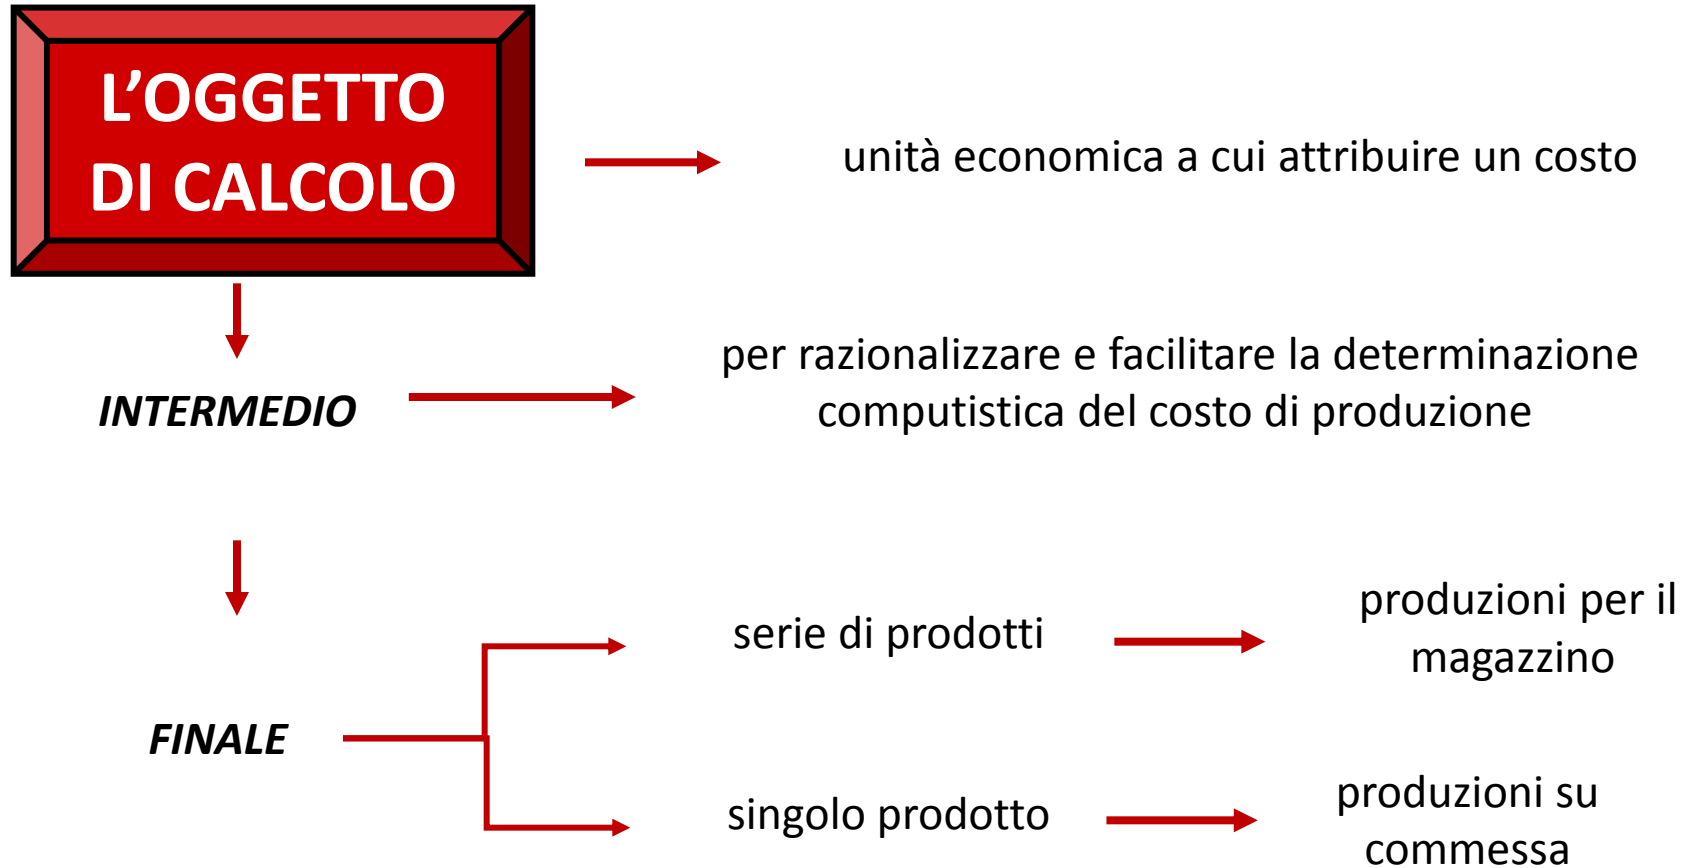 L’OGGETTO
DI CALCOLO
unità economica a cui attribuire un costo
INTERMEDIO
per razionalizzare e facilitare la determinazione
computistica del costo di produzione
FINALE
serie di prodotti
produzioni per il
magazzino
singolo prodotto
produzioni su
commessa